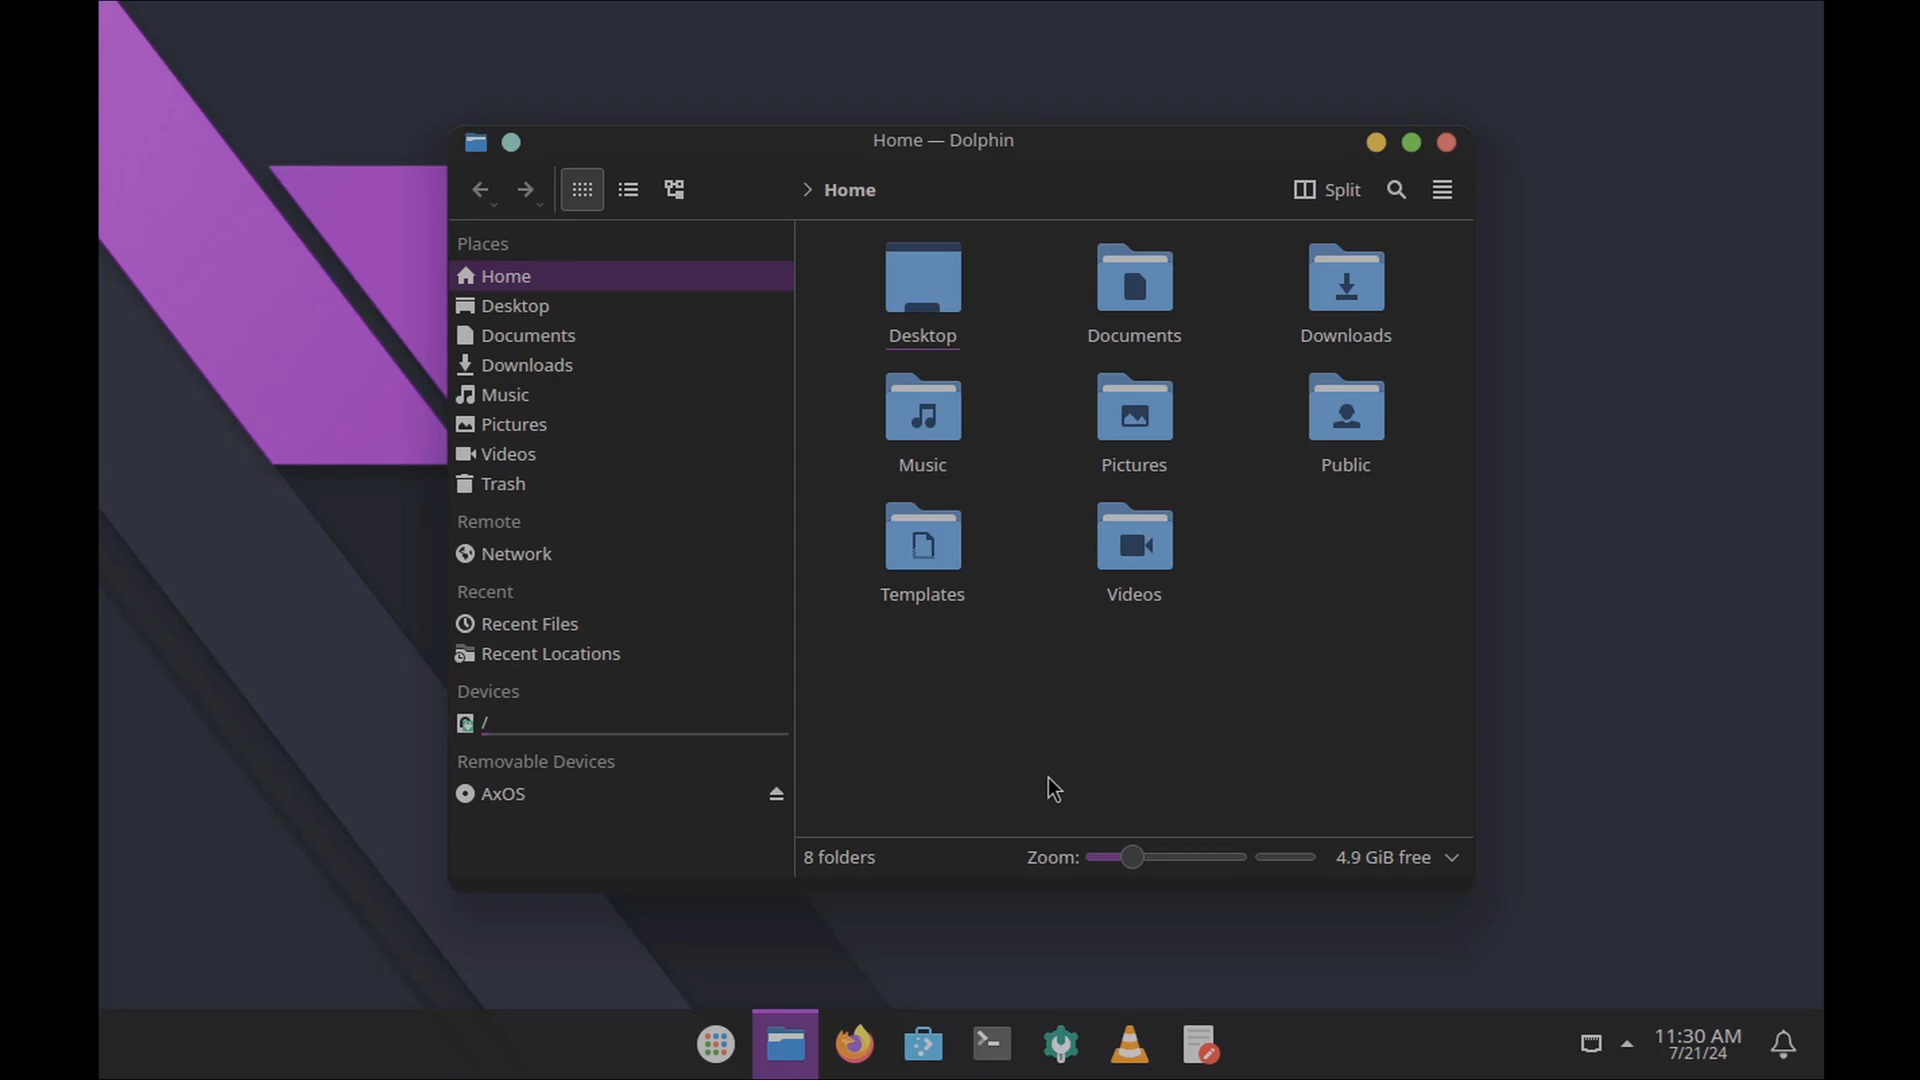 Home — Dolphin
Home
Split
Places
Home
Desktop
Documents
Downloads
Music
Pictures
Videos
Trash
Remote
Network
Recent
Recent Files
Recent Locations
Devices
/
Removable Devices
AxOS
Desktop
Documents
Downloads
Music
Pictures
Public
Templates
Videos
8 folders
Zoom:
4.9 GiB free
11:30 AM
7/21/24